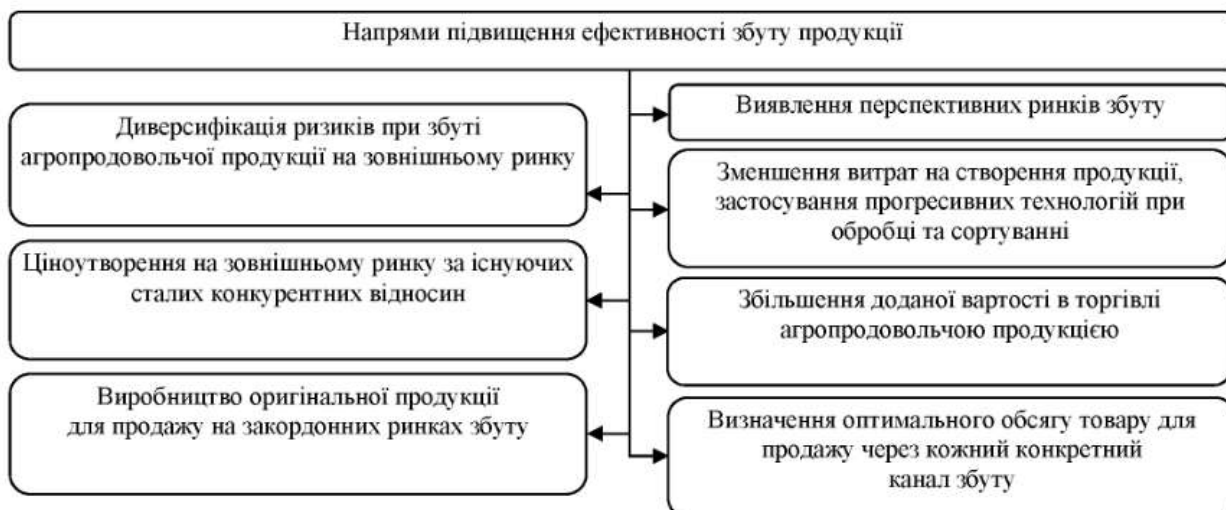 Напрями підвищення ефективності збуту продукції
Диверсифікація ризиків при збуті
агропродовольчої продукції на зовнішньому ринку
Ціноутворення на зовнішньому ринку за існуючих
сталих конкурентних відносин
Виробництво оригінальної продукції
для продажу на закордонних ринках збуту
Виявлення перспективних ринків збуту
Зменшення витрат на створення продукції,
застосування прогресивних технологій при
обробці та сортуванні
Збільшення доданої вартості в торгівлі
агропродовольчою продукцією
Визначення оптимального обсягу товару для
продажу через кожний конкретний
канал збуту